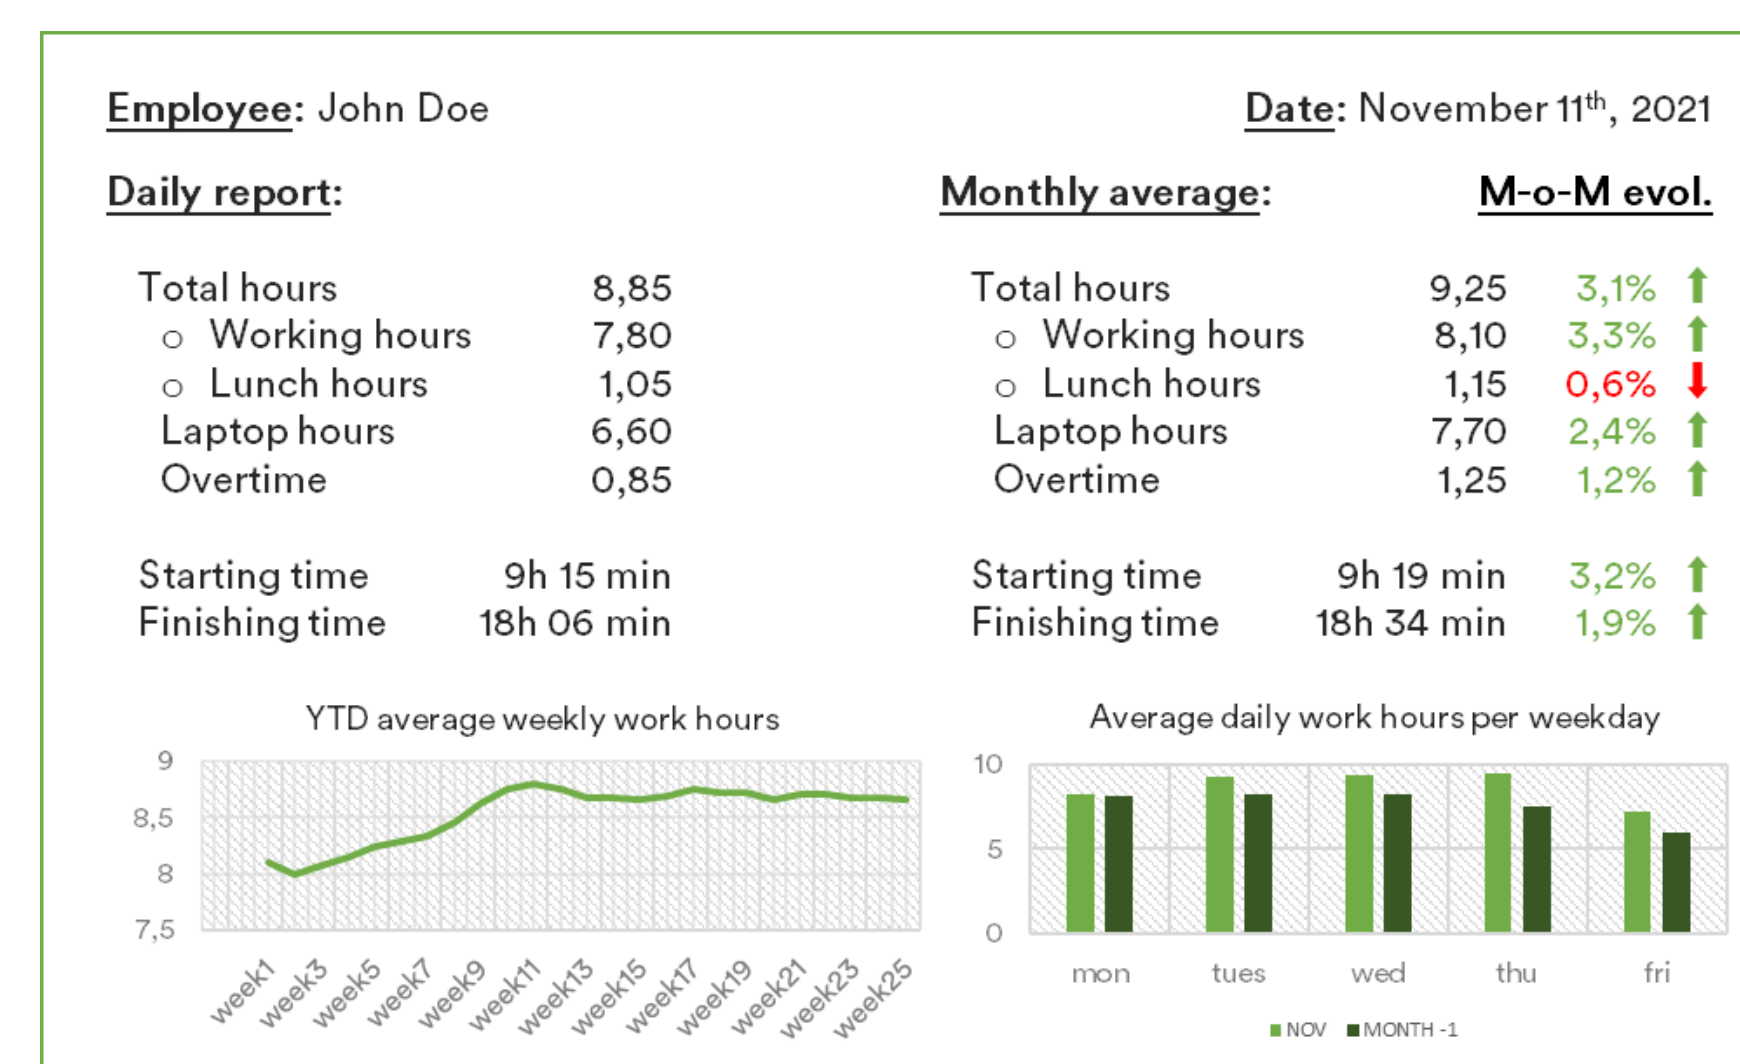 Employee: John Doe
Date: November 11th, 2021
Daily report:
Total hours 8,85
o Working hours 7,80
o Lunch hours 1,05
Laptop hours 6,60
Overtime 0,85
Starting time 9h 15 min
Finishing time 18h 06 min
Monthly average: M-o-M evol.
Total hours 9,25 3,1%
o Working hours 8,10 3,3%
o Lunch hours 1,15 0,6%
Laptop hours 7,70 2,4%
Overtime 1,25 1,2%
Starting time 9h 19 min 3,2%
Finishing time 18h 34 min 1,9%
YTD average weekly work hours
9
8,5
8
7,5
week1 week3 week5 week7 week9 week11 week13 week15 week17 week19 week21 week23 week25
Average daily work hours per weekday
10
5
0
mon tues wed thu fri
NOV MONTH -1